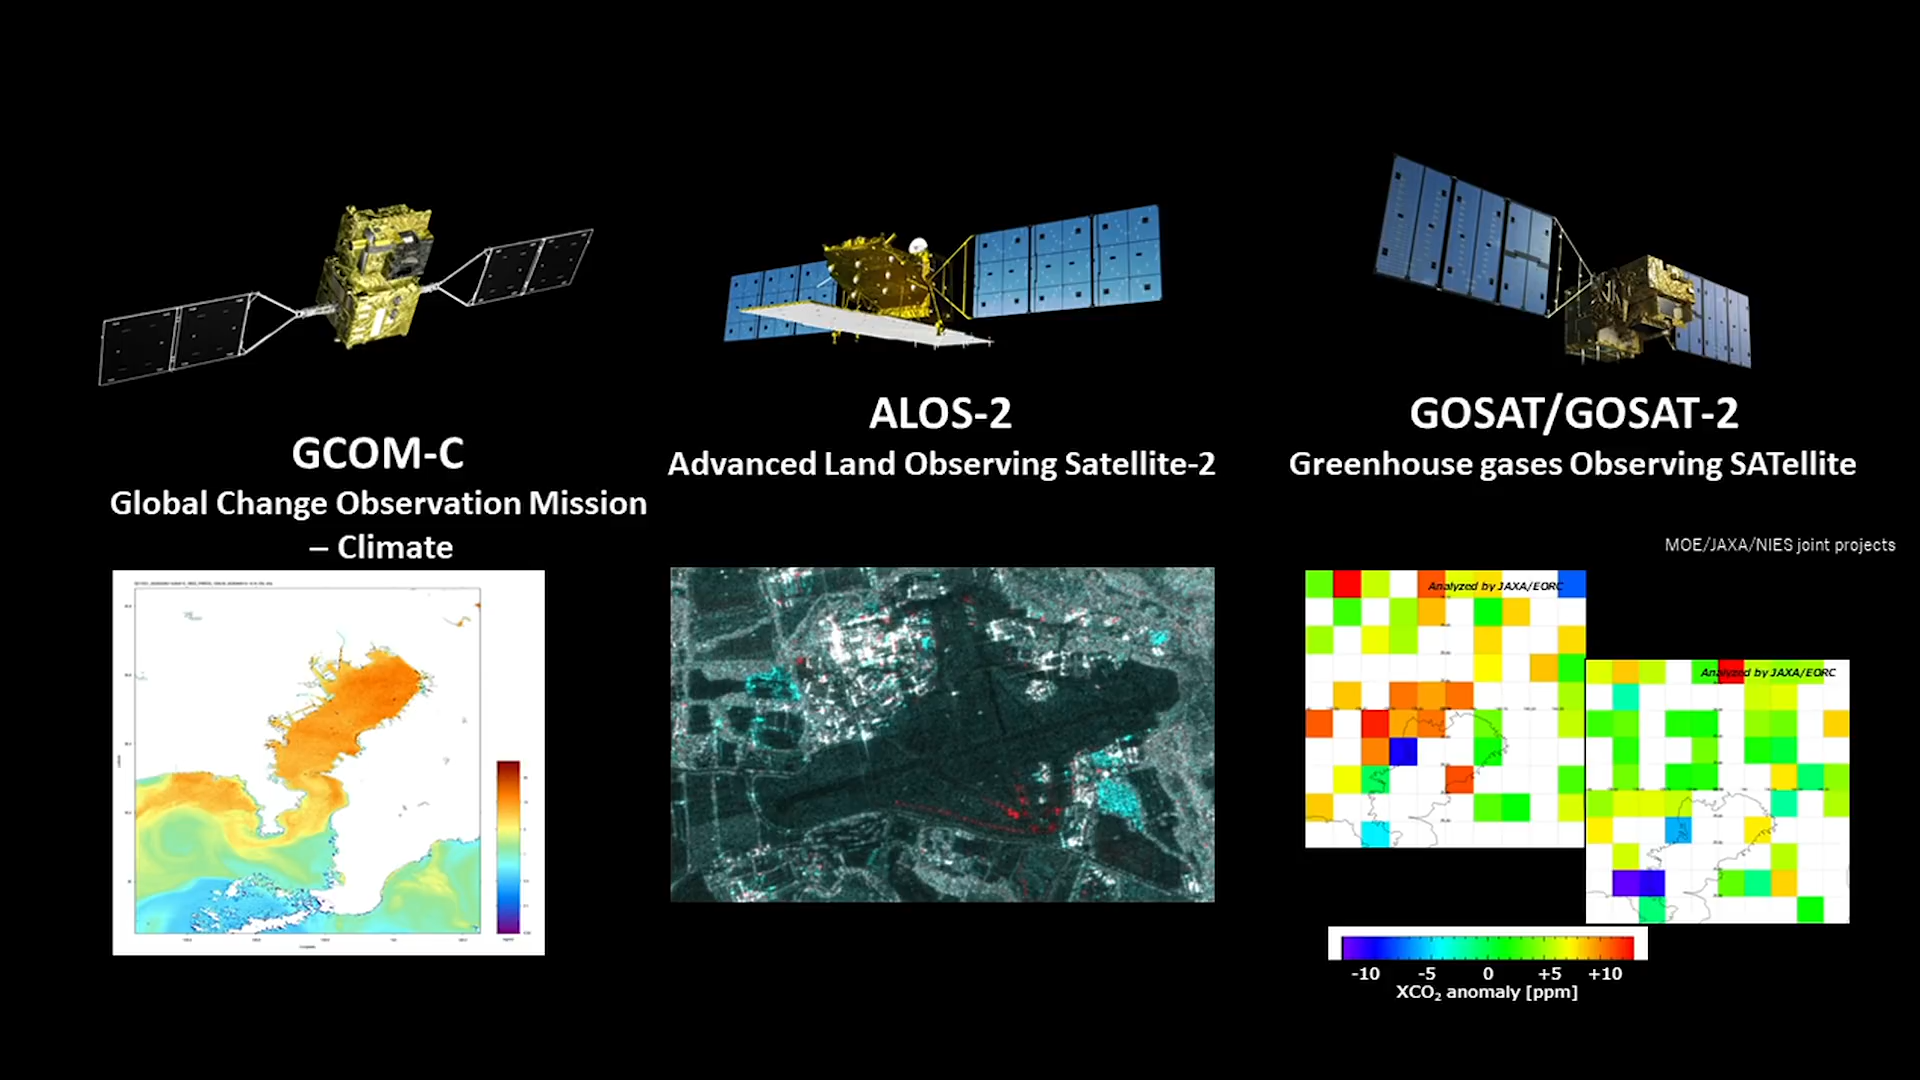 GCOM-C
Global Change Observation Mission
– Climate
ALOS-2
Advanced Land Observing Satellite-2
GOSAT/GOSAT-2
Greenhouse gases Observing SATellite
MOE/JAXA/NIES joint projects
Analyzed by JAXA/EORC
Analyzed by JAXA/EORC
-10 -5 0 +5 +10
XCO₂ anomaly [ppm]